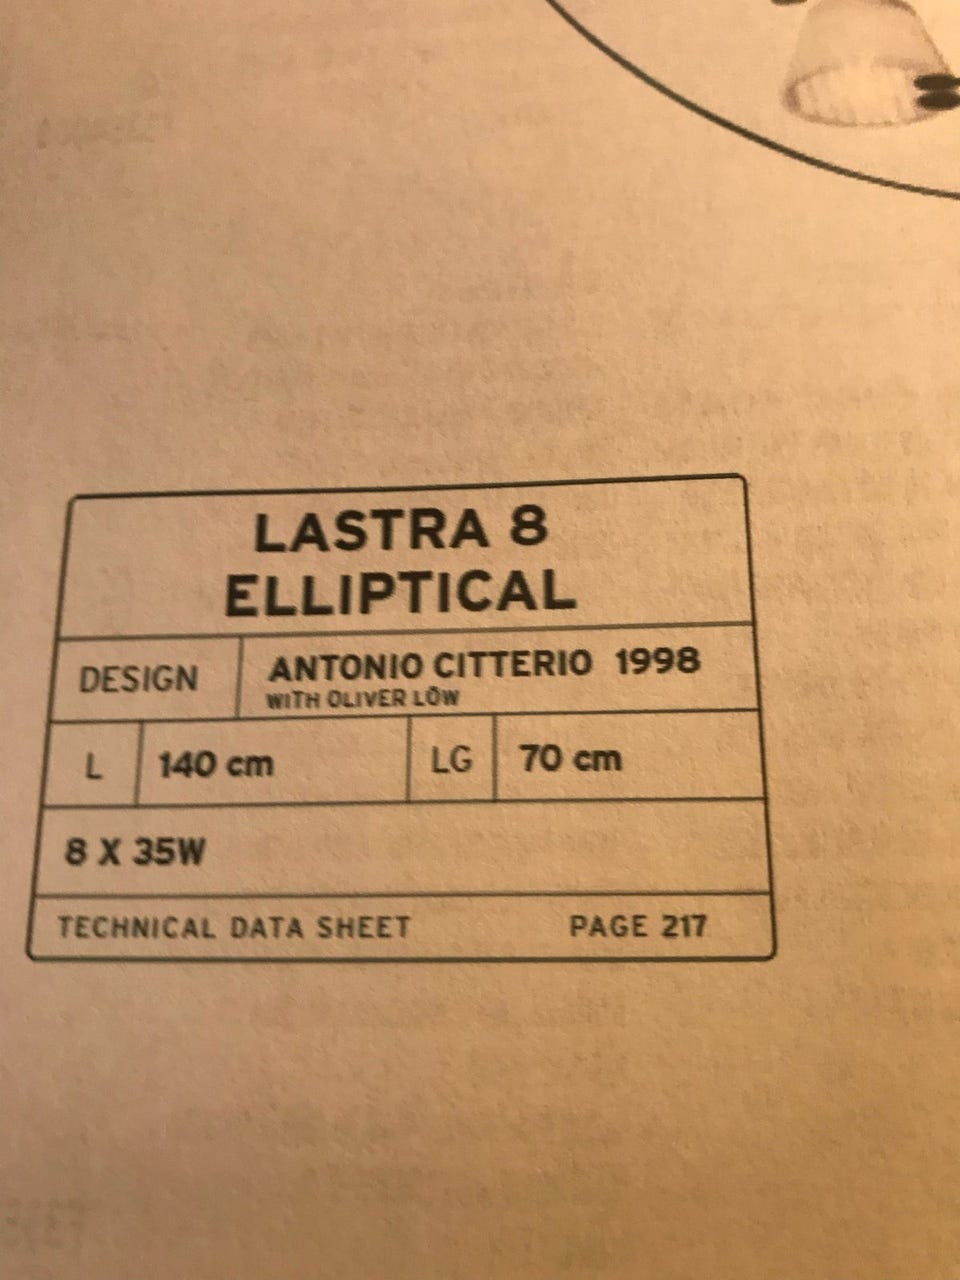 LASTRA 8
ELLIPTICAL
DESIGN ANTONIO CITTERIO 1998
WITH OLIVER LÖW
L 140 cm LG 70 cm
8 X 35W
TECHNICAL DATA SHEET PAGE 217